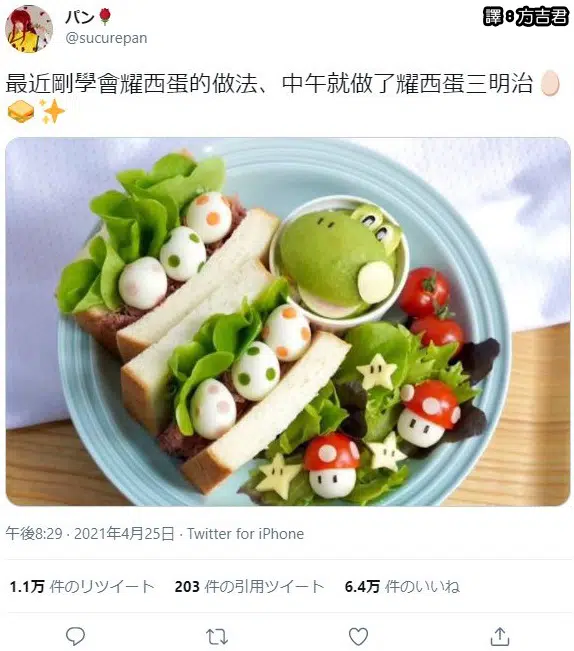 譯：方吉君
パン🌹
@sucurepan
最近剛學會耀西蛋的做法、中午就做了耀西蛋三明治🥚
🥪✨
午後8:29 · 2021年4月25日 · Twitter for iPhone
1.1万 件のリツイート 203 件の引用ツイート 6.4万 件のいいね